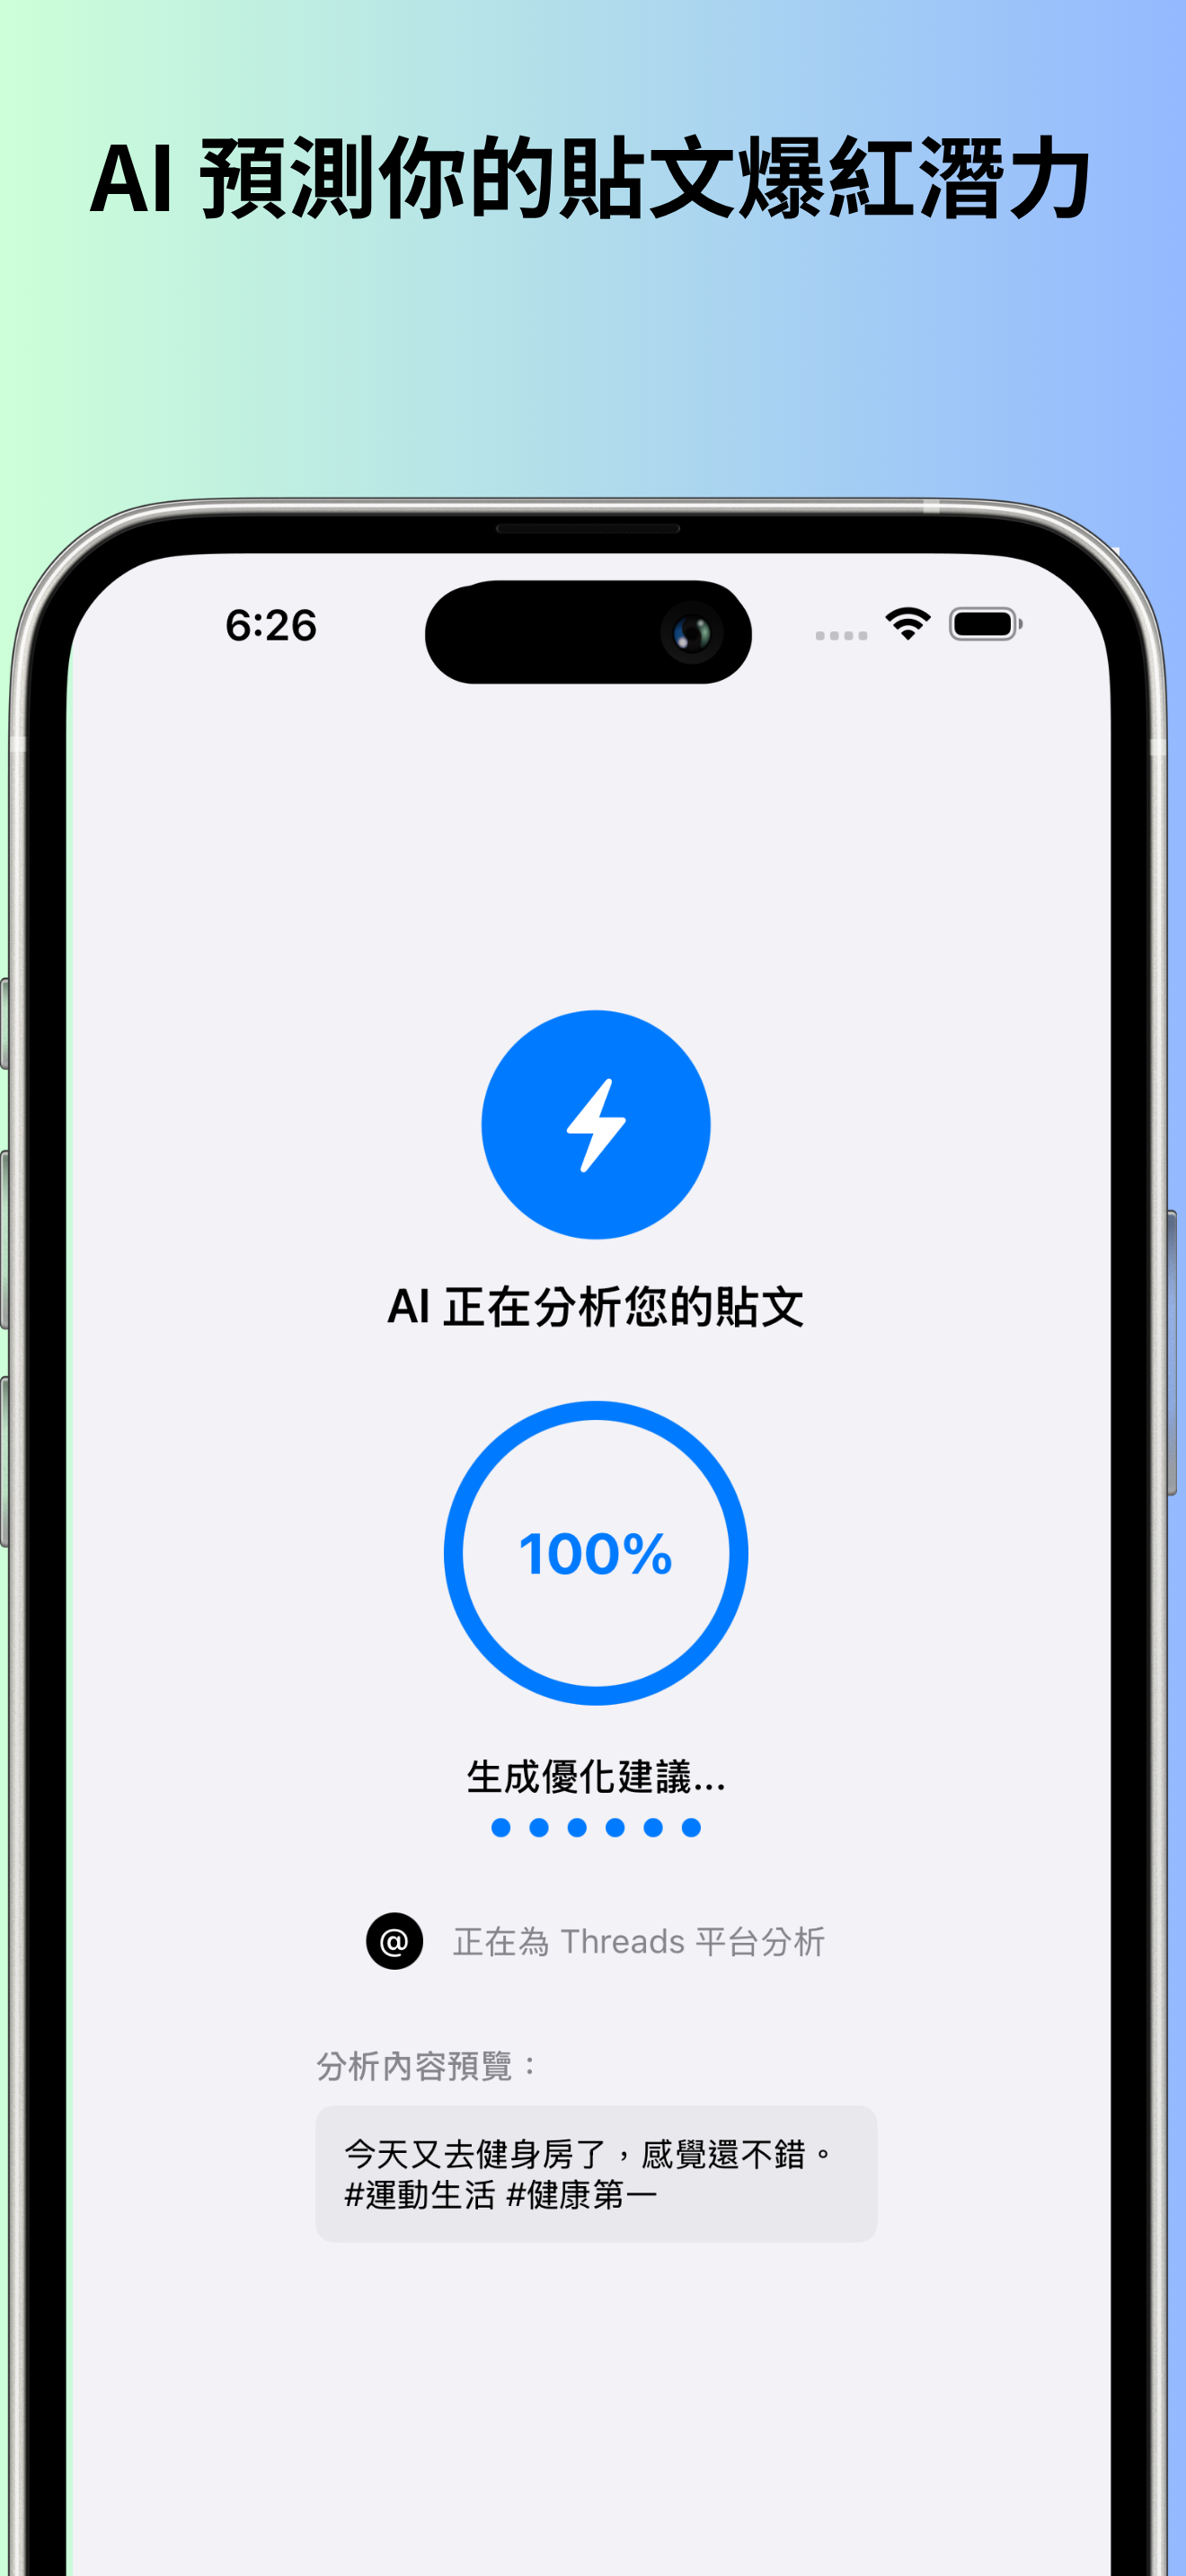 AI 預測你的貼文爆紅潛力
6:26
AI 正在分析您的貼文
100%
生成優化建議...
@ 正在為 Threads 平台分析
分析內容預覽：
今天又去健身房了，感覺還不錯。
#運動生活 #健康第一